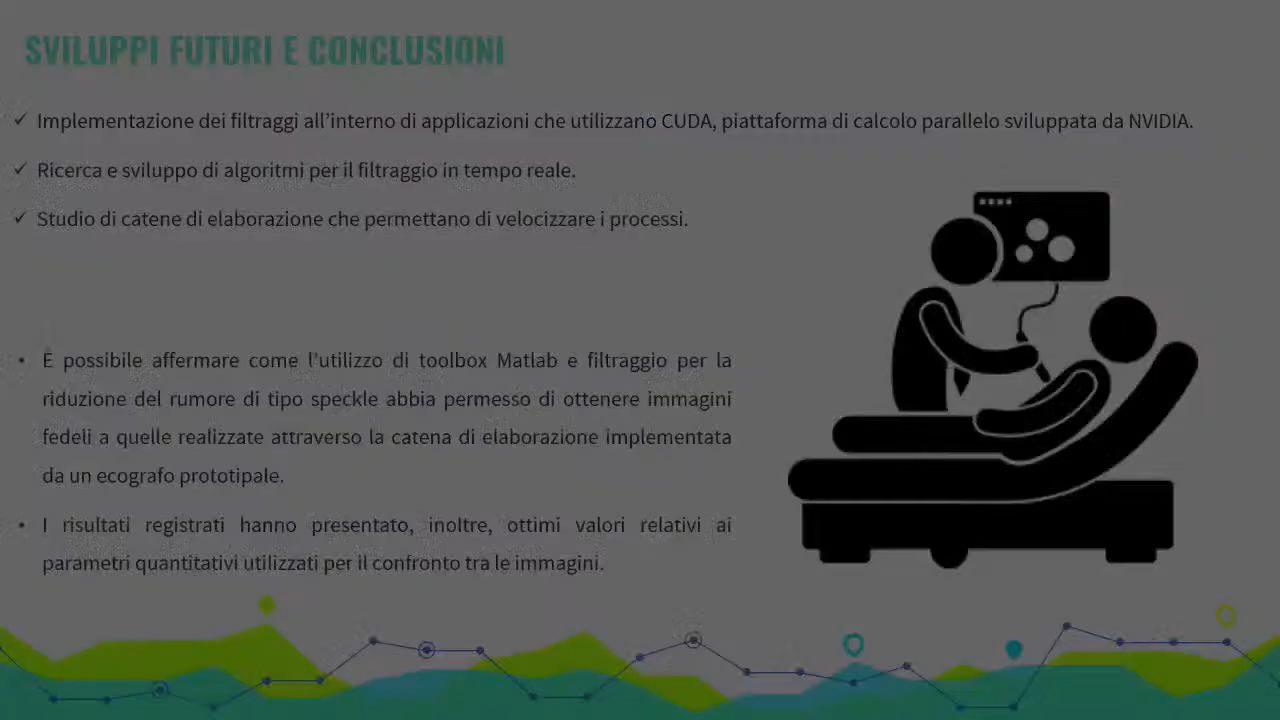 SVILUPPI FUTURI E CONCLUSIONI
✓ Implementazione dei filtraggi all’interno di applicazioni che utilizzano CUDA, piattaforma di calcolo parallelo sviluppata da NVIDIA.
✓ Ricerca e sviluppo di algoritmi per il filtraggio in tempo reale.
✓ Studio di catene di elaborazione che permettano di velocizzare i processi.
• È possibile affermare come l’utilizzo di toolbox Matlab e filtraggio per la
riduzione del rumore di tipo speckle abbia permesso di ottenere immagini
fedeli a quelle realizzate attraverso la catena di elaborazione implementata
da un ecografo prototipale.
• I risultati registrati hanno presentato, inoltre, ottimi valori relativi ai
parametri quantitativi utilizzati per il confronto tra le immagini.